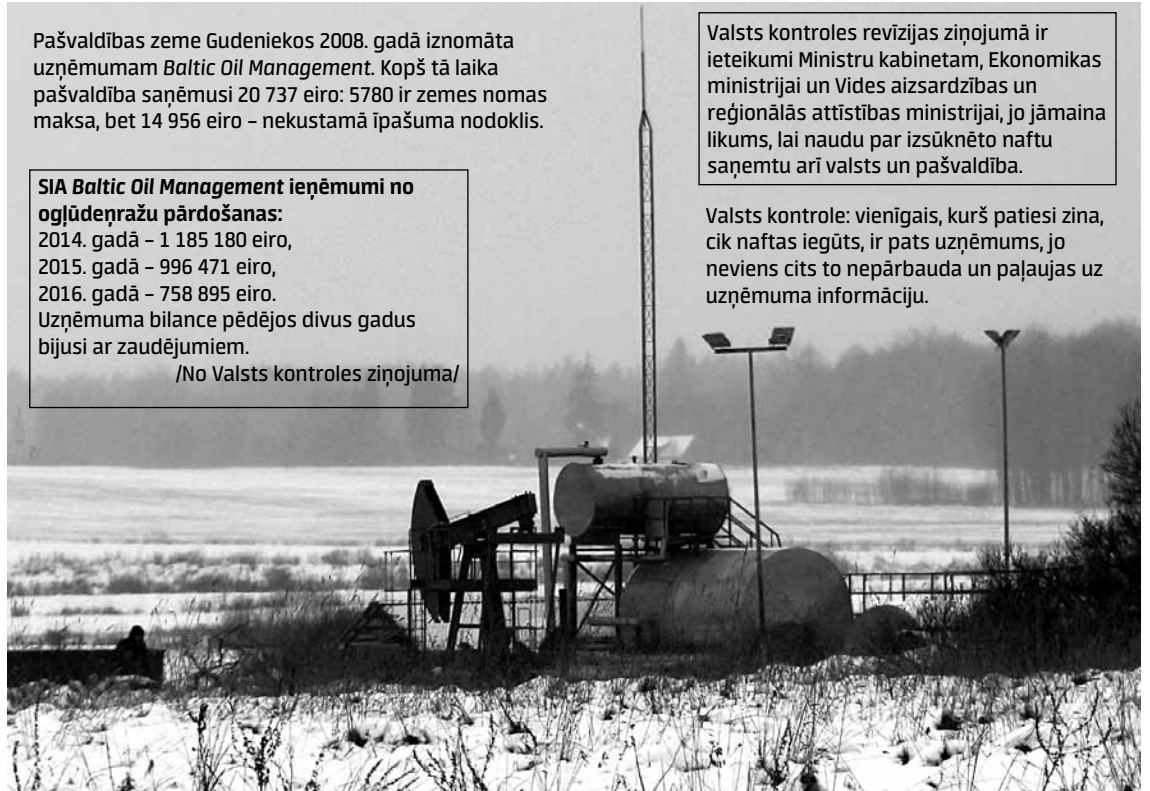 Pašvaldības zeme Gudeniekos 2008. gadā iznomāta
uzņēmumam Baltic Oil Management. Kopš tā laika
pašvaldība saņēmusi 20 737 eiro: 5780 ir zemes nomas
maksa, bet 14 956 eiro – nekustamā īpašuma nodoklis.
SIA Baltic Oil Management ieņēmumi no
ogļūdeņražu pārdošanas:
2014. gadā – 1 185 180 eiro,
2015. gadā – 996 471 eiro,
2016. gadā – 758 895 eiro.
Uzņēmuma bilance pēdējos divus gadus
bijusi ar zaudējumiem.
/No Valsts kontroles ziņojuma/
Valsts kontroles revīzijas ziņojumā ir
ieteikumi Ministru kabinetam, Ekonomikas
ministrijai un Vides aizsardzības un
reģionālās attīstības ministrijai, jo jāmaina
likums, lai naudu par izsūknēto naftu
saņemtu arī valsts un pašvaldība.
Valsts kontrole: vienīgais, kurš patiesi zina,
cik naftas iegūts, ir pats uzņēmums, jo
neviens cits to nepārbauda un paļaujas uz
uzņēmuma informāciju.